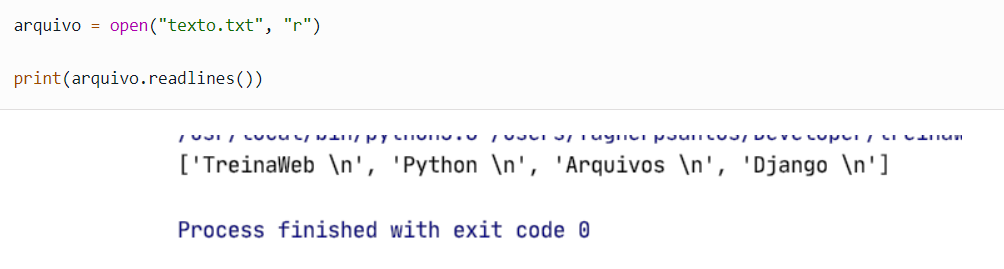 arquivo = open("texto.txt", "r")
print(arquivo.readlines())
['TreinaWeb \n', 'Python \n', 'Arquivos \n', 'Django \n']
Process finished with exit code 0